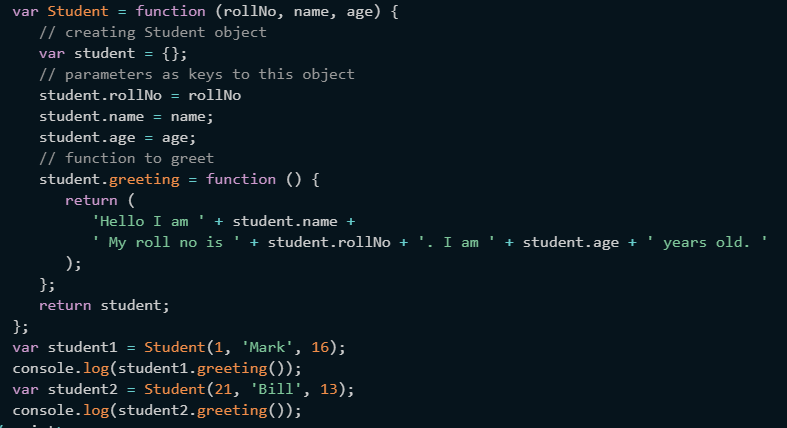 var Student = function (rollNo, name, age) {
// creating Student object
var student = {};
// parameters as keys to this object
student.rollNo = rollNo
student.name = name;
student.age = age;
// function to greet
student.greeting = function () {
return (
'Hello I am ' + student.name +
' My roll no is ' + student.rollNo + '. I am ' + student.age + ' years old. '
);
};
return student;
};
var student1 = Student(1, 'Mark', 16);
console.log(student1.greeting());
var student2 = Student(21, 'Bill', 13);
console.log(student2.greeting());